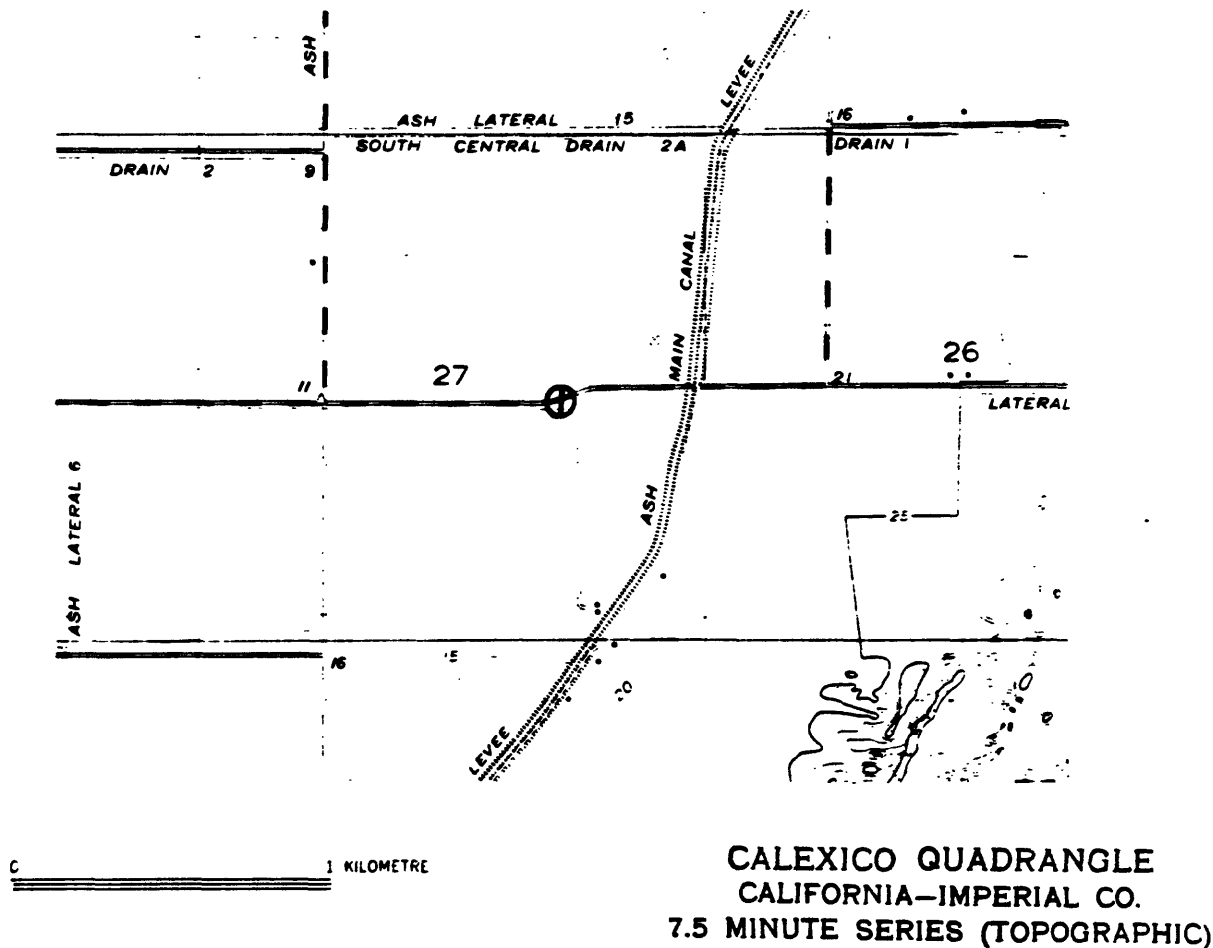 ASH
LEVEE
ASH LATERAL 15
16
SOUTH CENTRAL DRAIN 2A
DRAIN 1
DRAIN 2
9
MAIN CANAL
27
26
11
21
LATERAL
ASH LATERAL 6
ASH
25
16
20
LEVEE
1 KILOMETRE
CALEXICO QUADRANGLE
CALIFORNIA—IMPERIAL CO.
7.5 MINUTE SERIES (TOPOGRAPHIC)